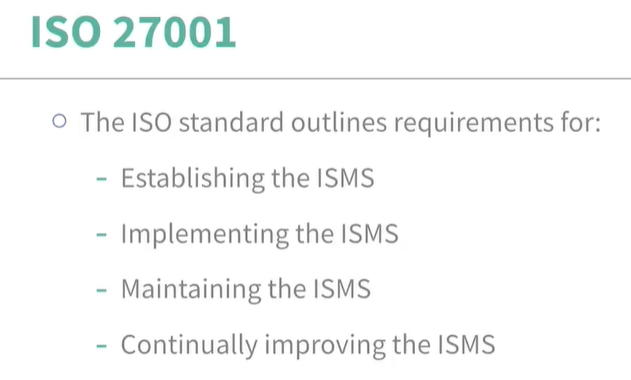 ISO 27001
The ISO standard outlines requirements for:
- Establishing the ISMS
- Implementing the ISMS
- Maintaining the ISMS
- Continually improving the ISMS